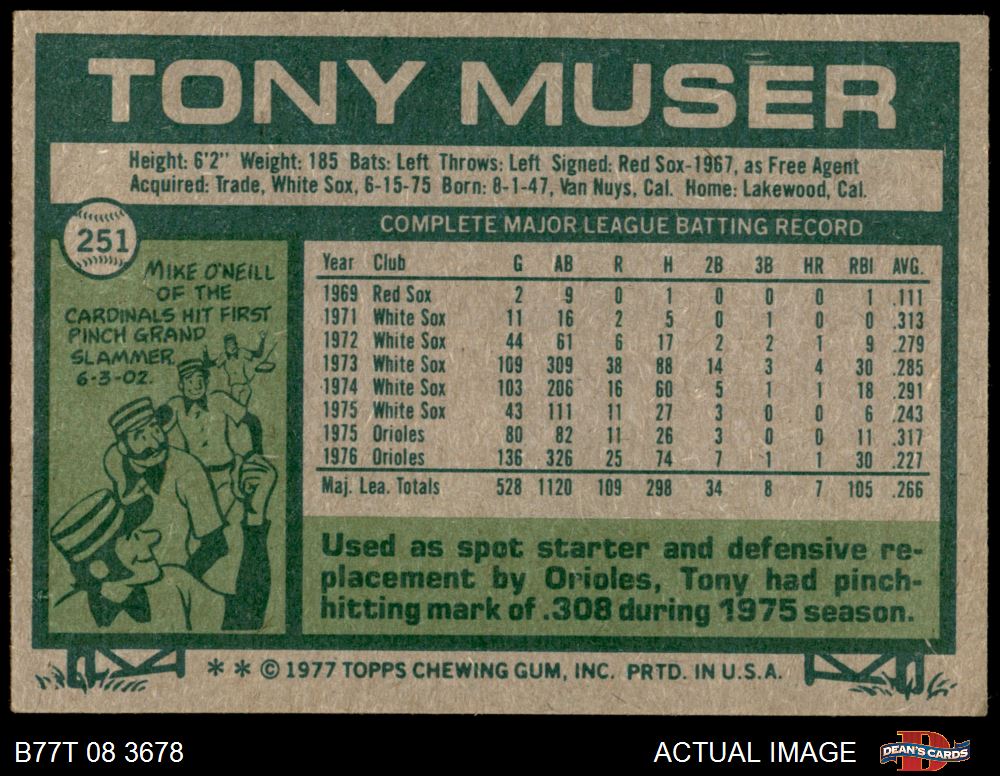 TONY MUSER
Height: 6'2" Weight: 185 Bats: Left Throws: Left Signed: Red Sox-1967, as Free Agent
Acquired: Trade, White Sox, 6-15-75 Born: 8-1-47, Van Nuys, Cal. Home: Lakewood, Cal.
251
MIKE O'NEILL
OF THE
CARDINALS HIT FIRST
PINCH GRAND
SLAMMER
6-3-02.
COMPLETE MAJOR LEAGUE BATTING RECORD
Year Club G AB R H 2B 3B HR RBI AVG.
1969 Red Sox 2 9 0 1 0 0 0 1 .111
1971 White Sox 11 16 2 5 0 1 0 0 .313
1972 White Sox 44 61 6 17 2 2 1 9 .279
1973 White Sox 109 309 38 88 14 3 4 30 .285
1974 White Sox 103 206 16 60 5 1 1 18 .291
1975 White Sox 43 111 11 27 3 0 0 6 .243
1975 Orioles 80 82 11 26 3 0 0 11 .317
1976 Orioles 136 326 25 74 7 1 1 30 .227
Maj. Lea. Totals 528 1120 109 298 34 8 7 105 .266
Used as spot starter and defensive re-
placement by Orioles, Tony had pinch-
hitting mark of .308 during 1975 season.
* * © 1977 TOPPS CHEWING GUM, INC. PRTD. IN U.S.A.
B77T 08 3678
ACTUAL IMAGE
DEAN'S CARDS